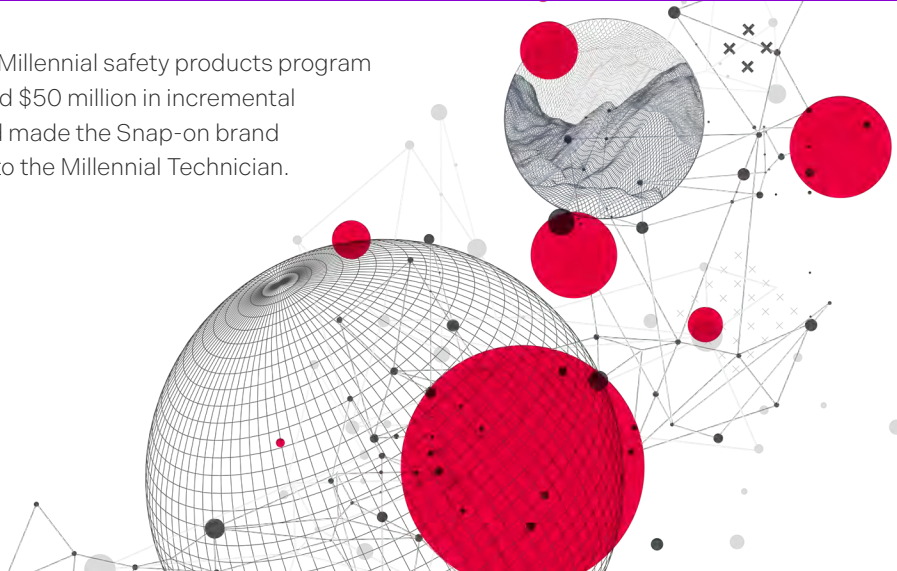 Millennial safety products program
d $50 million in incremental
made the Snap-on brand
to the Millennial Technician.